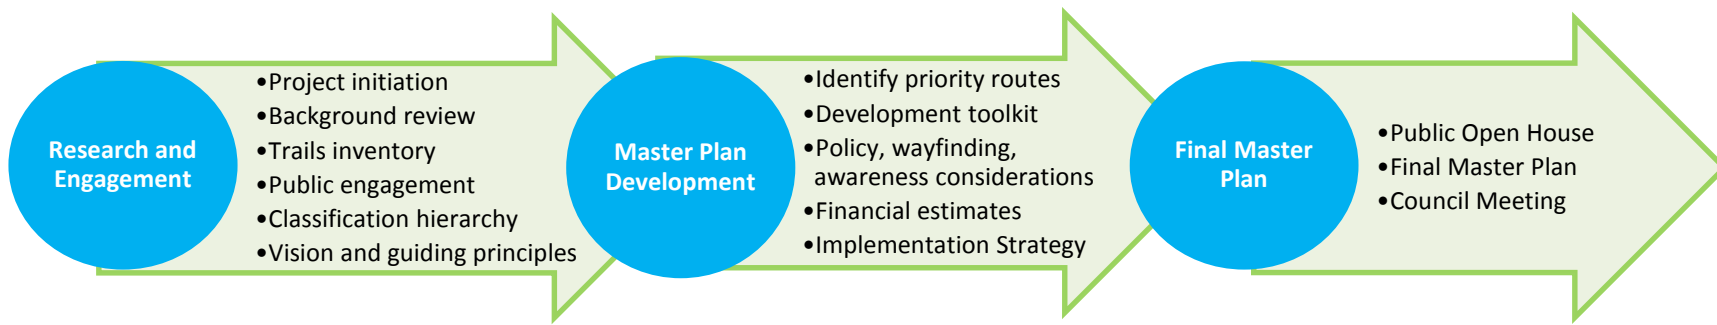 Research and
Engagement
•Project initiation
•Background review
•Trails inventory
•Public engagement
•Classification hierarchy
•Vision and guiding principles
Master Plan
Development
•Identify priority routes
•Development toolkit
•Policy, wayfinding,
awareness considerations
•Financial estimates
•Implementation Strategy
Final Master
Plan
•Public Open House
•Final Master Plan
•Council Meeting